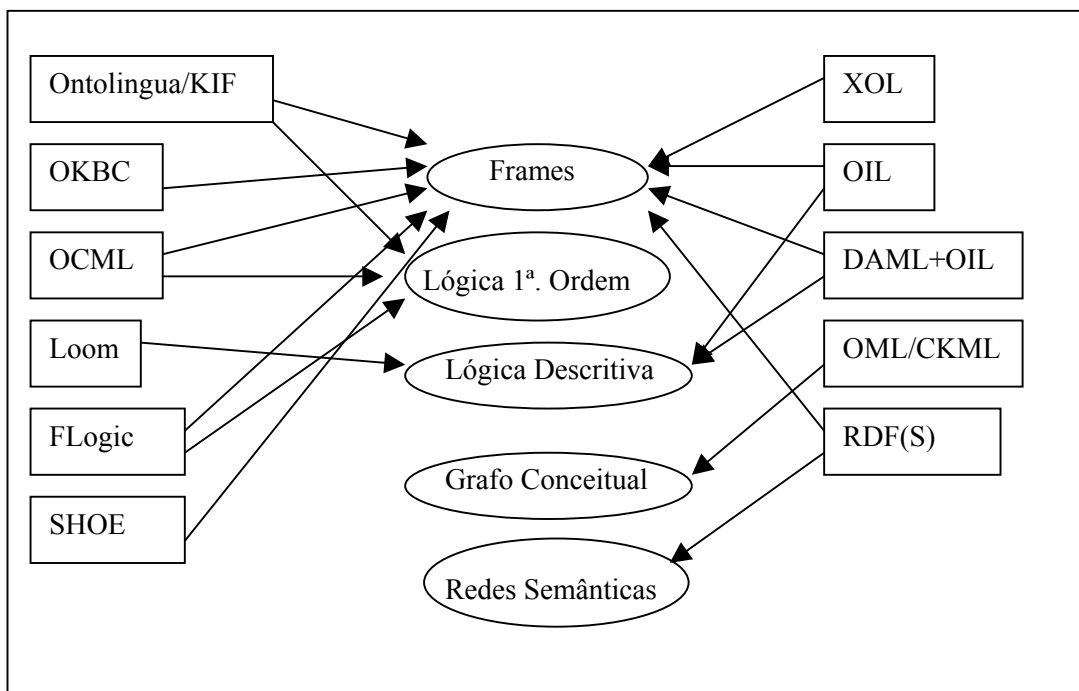 Ontolingua/KIF
OKBC
OCML
Loom
FLogic
SHOE
Frames
Lógica 1ª. Ordem
Lógica Descritiva
Grafo Conceitual
Redes Semânticas
XOL
OIL
DAML+OIL
OML/CKML
RDF(S)